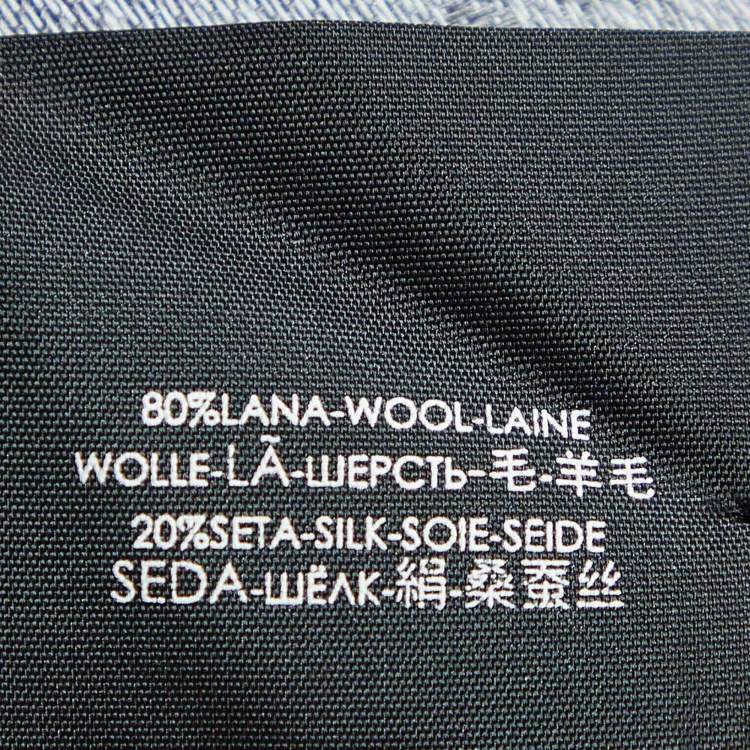 80%LANA-WOOL-LAINE
WOLLE-LÃ-ШЕРСТЬ-毛-羊毛
20%SETA-SILK-SOIE-SEIDE
SEDA-ШЁЛК-絹-桑蚕丝